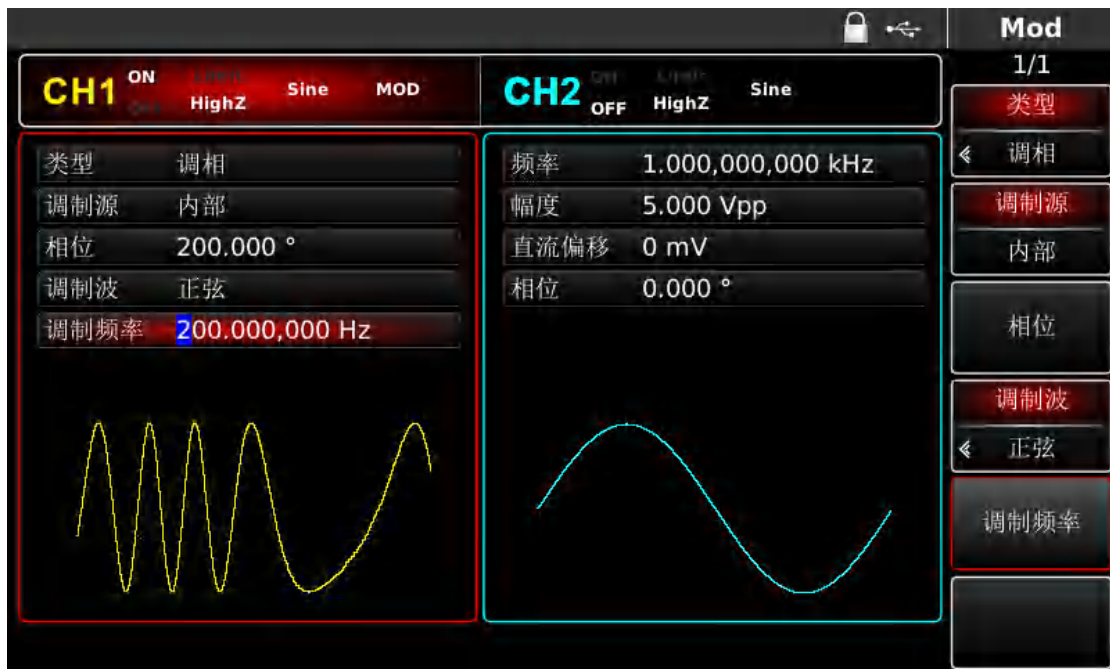 Mod
1/1
CH1 ON HighZ Sine MOD
CH2 OFF HighZ Sine
类型 调相
调制源 内部
相位 200.000 °
调制波 正弦
调制频率 200.000,000 Hz
频率 1.000,000,000 kHz
幅度 5.000 Vpp
直流偏移 0 mV
相位 0.000 °
类型
调相
调制源
内部
相位
调制波
正弦
调制频率